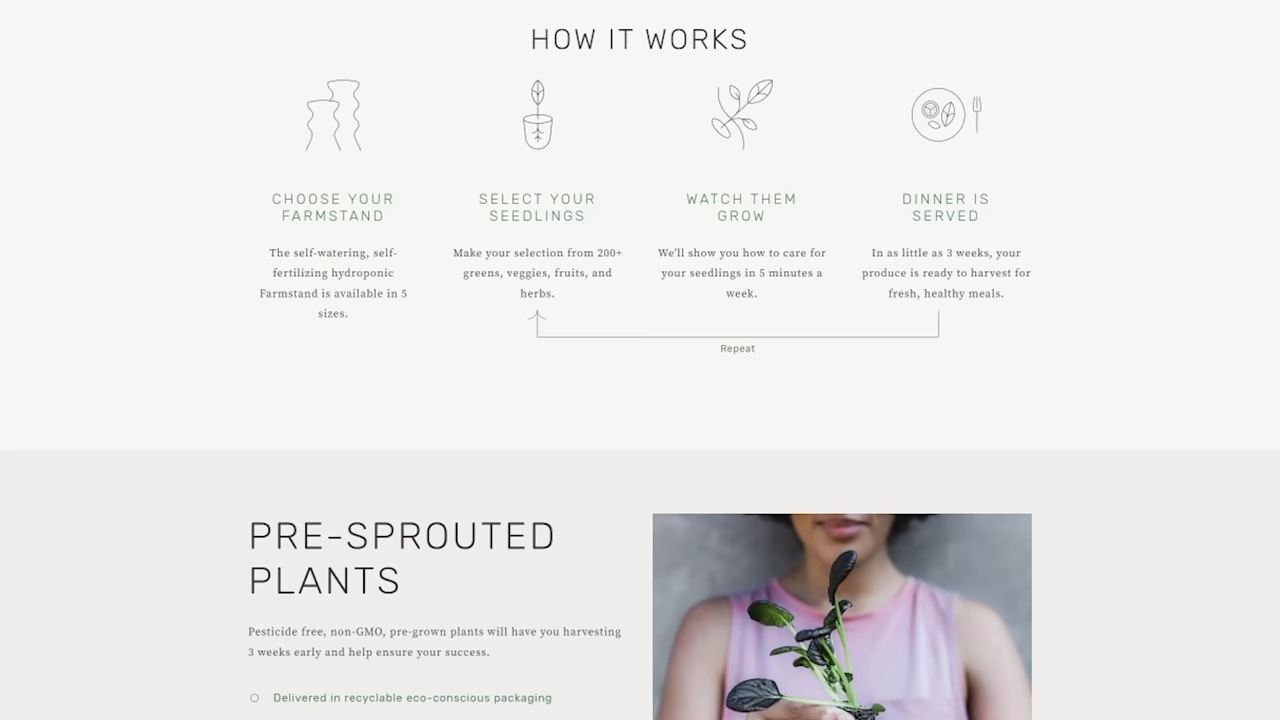 HOW IT WORKS
CHOOSE YOUR
FARMSTAND
The self-watering, self-
fertilizing hydroponic
Farmstand is available in 5
sizes.
SELECT YOUR
SEEDLINGS
Make your selection from 200+
greens, veggies, fruits, and
herbs.
WATCH THEM
GROW
We'll show you how to care for
your seedlings in 5 minutes a
week.
DINNER IS
SERVED
In as little as 3 weeks, your
produce is ready to harvest for
fresh, healthy meals.
Repeat
PRE-SPROUTED
PLANTS
Pesticide free, non-GMO, pre-grown plants will have you harvesting
3 weeks early and help ensure your success.
Delivered in recyclable eco-conscious packaging